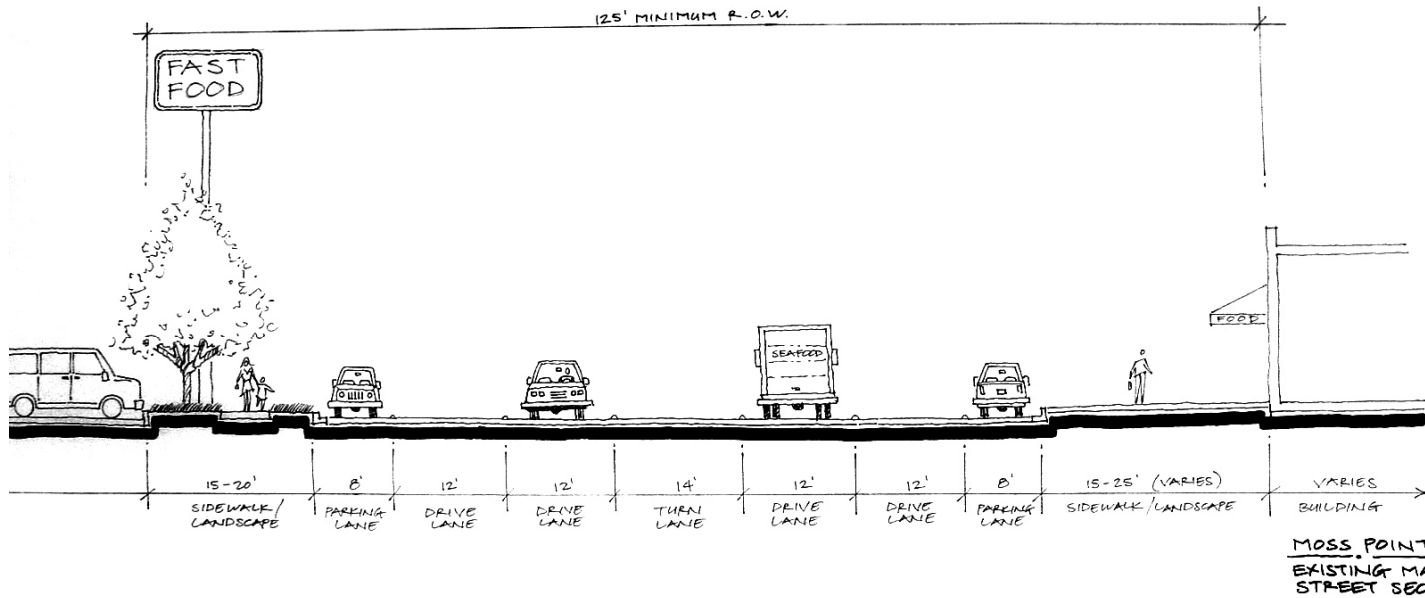 125' MINIMUM R.O.W.
FAST
FOOD
FOOD
SEAFOOD
15-20'
SIDEWALK/
LANDSCAPE
8'
PARKING
LANE
12'
DRIVE
LANE
12'
DRIVE
LANE
14'
TURN
LANE
12'
DRIVE
LANE
12'
DRIVE
LANE
8'
PARKING
LANE
15-25' (VARIES)
SIDEWALK/LANDSCAPE
VARIES
BUILDING
MOSS POINT
EXISTING MA
STREET SEC